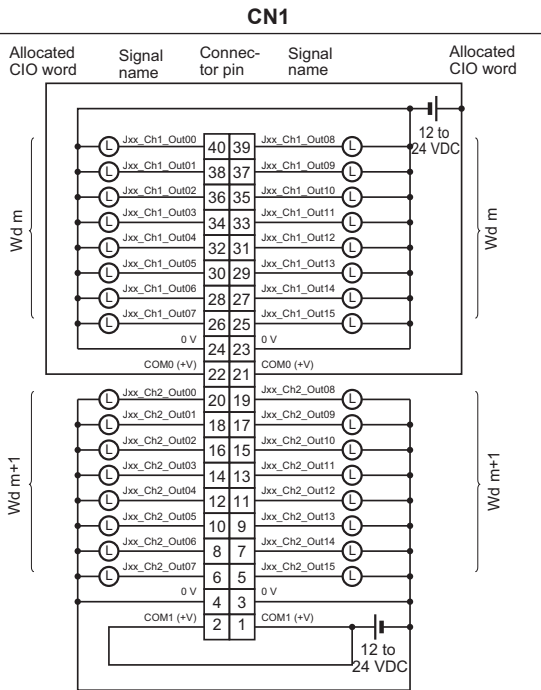 CN1
Allocated CIO word Signal name Connec-tor pin Signal name Allocated CIO word
12 to 24 VDC
Wd m
Wd m
Jxx_Ch1_Out00 40 39 Jxx_Ch1_Out08
L L
Jxx_Ch1_Out01 38 37 Jxx_Ch1_Out09
L L
Jxx_Ch1_Out02 36 35 Jxx_Ch1_Out10
L L
Jxx_Ch1_Out03 34 33 Jxx_Ch1_Out11
L L
Jxx_Ch1_Out04 32 31 Jxx_Ch1_Out12
L L
Jxx_Ch1_Out05 30 29 Jxx_Ch1_Out13
L L
Jxx_Ch1_Out06 28 27 Jxx_Ch1_Out14
L L
Jxx_Ch1_Out07 26 25 Jxx_Ch1_Out15
L L
0 V 24 23 0 V
COM0 (+V) 22 21 COM0 (+V)
Wd m+1
Wd m+1
Jxx_Ch2_Out00 20 19 Jxx_Ch2_Out08
L L
Jxx_Ch2_Out01 18 17 Jxx_Ch2_Out09
L L
Jxx_Ch2_Out02 16 15 Jxx_Ch2_Out10
L L
Jxx_Ch2_Out03 14 13 Jxx_Ch2_Out11
L L
Jxx_Ch2_Out04 12 11 Jxx_Ch2_Out12
L L
Jxx_Ch2_Out05 10 9 Jxx_Ch2_Out13
L L
Jxx_Ch2_Out06 8 7 Jxx_Ch2_Out14
L L
Jxx_Ch2_Out07 6 5 Jxx_Ch2_Out15
L L
0 V 4 3 0 V
COM1 (+V) 2 1 COM1 (+V)
12 to 24 VDC